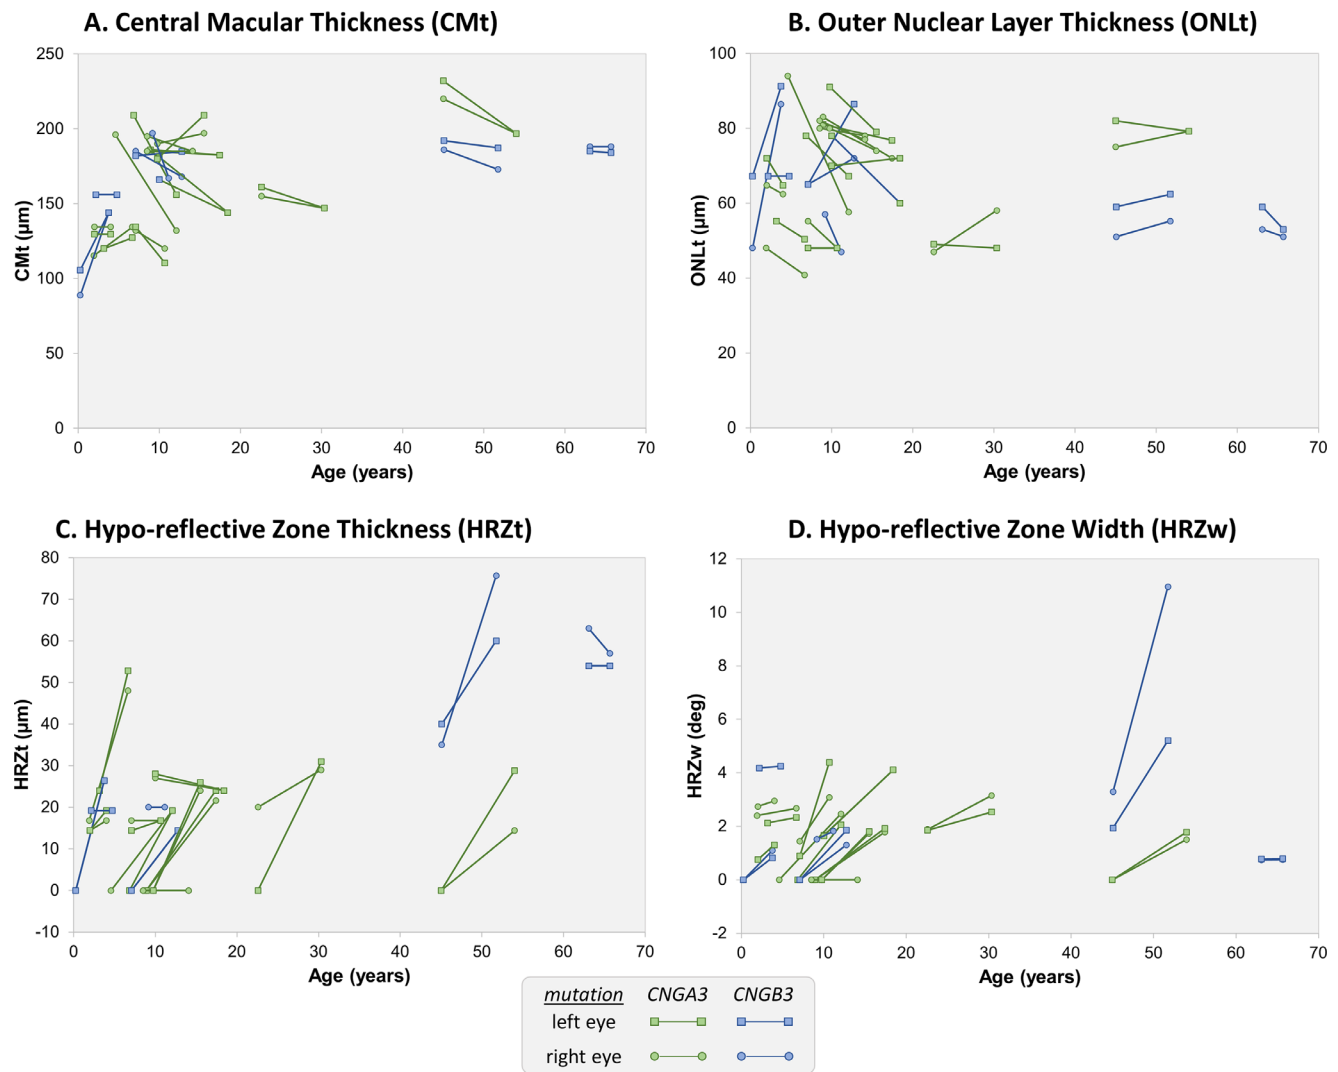 A. Central Macular Thickness (CMt)
250
200
150
100
50
0
CMt (µm)
0 10 20 30 40 50 60 70
Age (years)
B. Outer Nuclear Layer Thickness (ONLt)
100
80
60
40
20
0
ONLt (µm)
0 10 20 30 40 50 60 70
Age (years)
C. Hypo-reflective Zone Thickness (HRZt)
80
70
60
50
40
30
20
10
0
-10
HRZt (µm)
0 10 20 30 40 50 60 70
Age (years)
D. Hypo-reflective Zone Width (HRZw)
12
10
8
6
4
2
0
-2
HRZw (deg)
0 10 20 30 40 50 60 70
Age (years)
mutation CNGA3 CNGB3
left eye
right eye